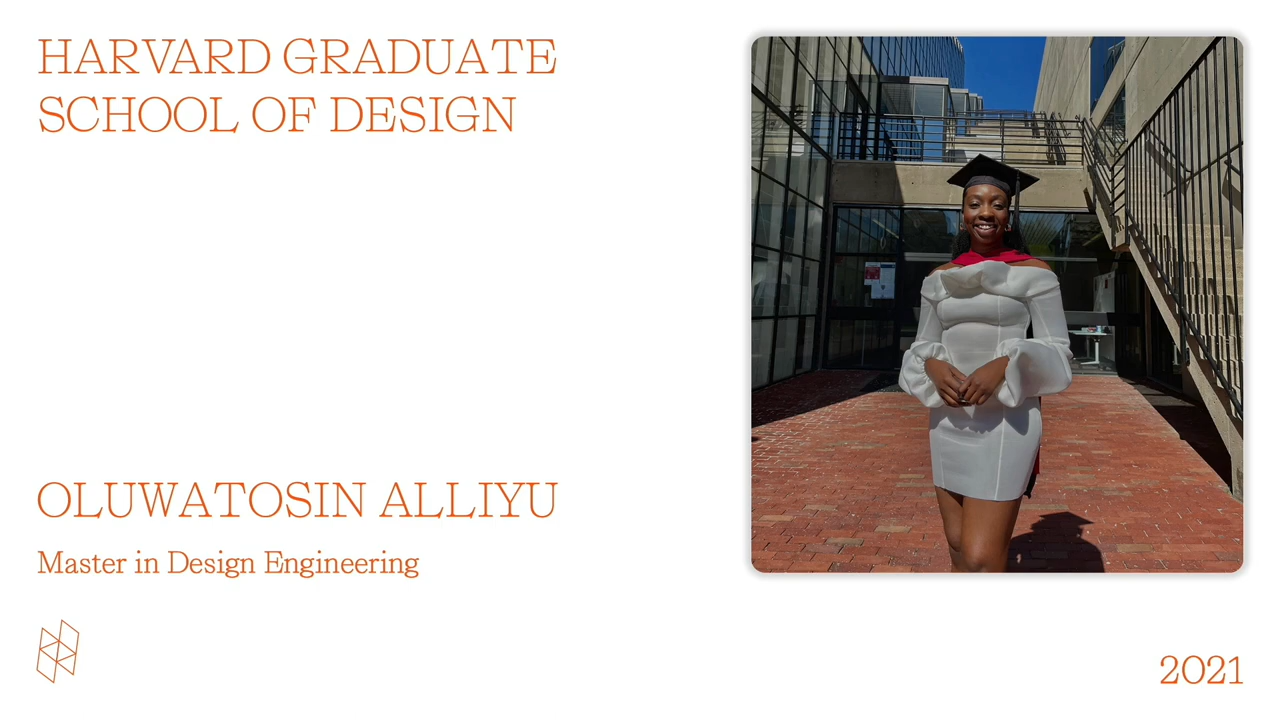 HARVARD GRADUATE
SCHOOL OF DESIGN
OLUWATOSIN ALLIYU
Master in Design Engineering
2021